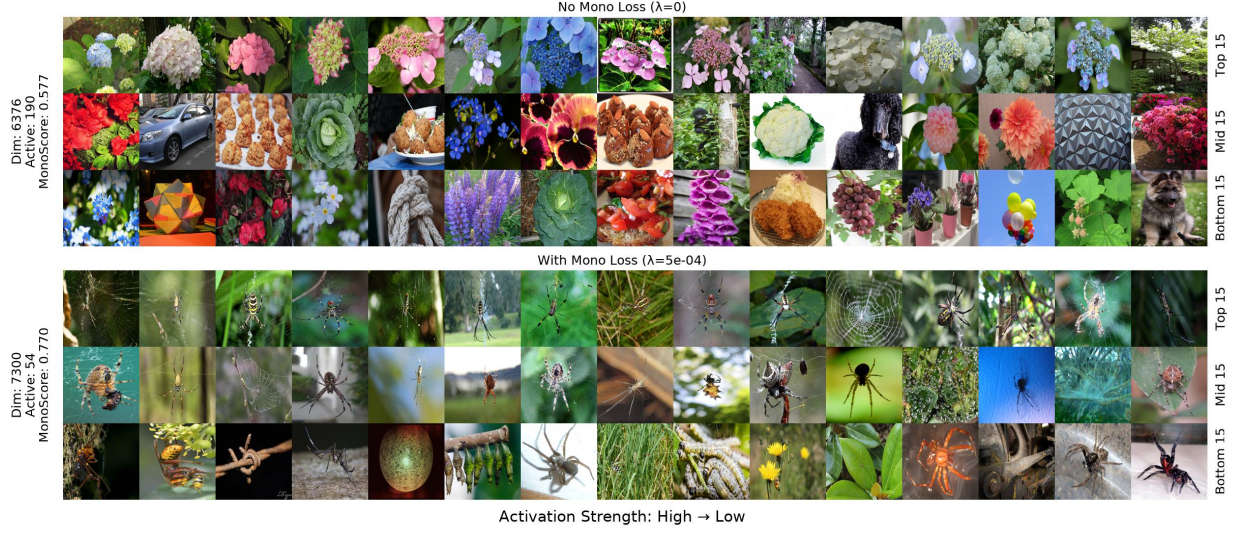 No Mono Loss (λ=0)
Dim: 6376
Active: 190
MonoScore: 0.577
Top 15
Mid 15
Bottom 15
With Mono Loss (λ=5e-04)
Dim: 7300
Active: 54
MonoScore: 0.770
Top 15
Mid 15
Bottom 15
Activation Strength: High → Low